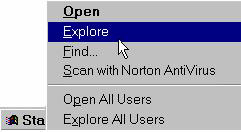 Open
Explore
Find...
Scan with Norton AntiVirus
Open All Users
Explore All Users
Sta